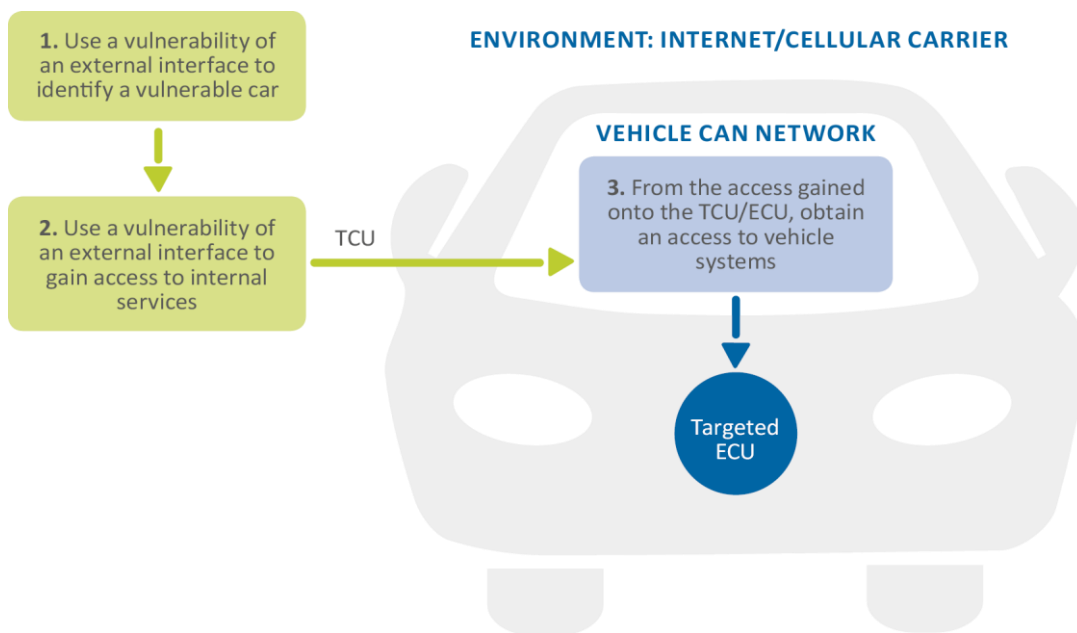 1. Use a vulnerability of
an external interface to
identify a vulnerable car
ENVIRONMENT: INTERNET/CELLULAR CARRIER
VEHICLE CAN NETWORK
2. Use a vulnerability of
an external interface to
gain access to internal
services
TCU
3. From the access gained
onto the TCU/ECU, obtain
an access to vehicle
systems
Targeted
ECU